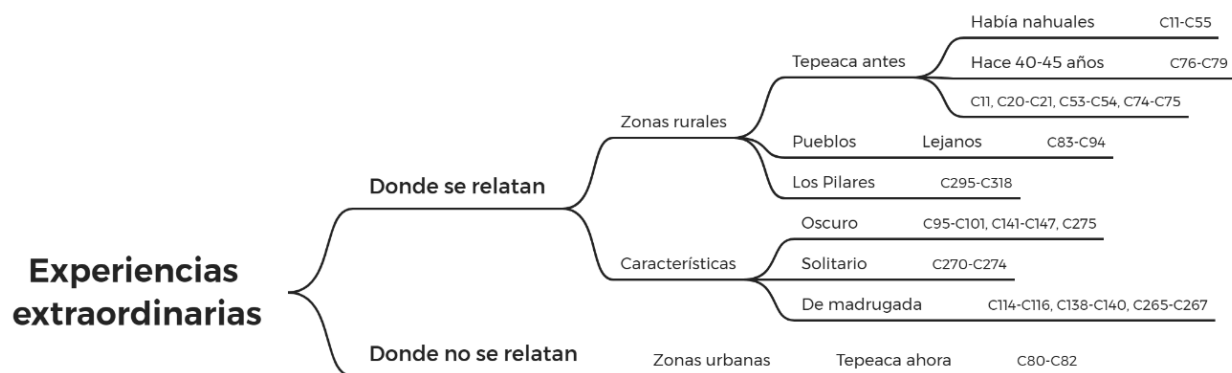 Experiencias
extraordinarias
Donde se relatan
Zonas rurales
Tepeaca antes
Había nahuales C11-C55
Hace 40-45 años C76-C79
C11, C20-C21, C53-C54, C74-C75
Pueblos Lejanos C83-C94
Los Pilares C295-C318
Características
Oscuro C95-C101, C141-C147, C275
Solitario C270-C274
De madrugada C114-C116, C138-C140, C265-C267
Donde no se relatan Zonas urbanas Tepeaca ahora C80-C82